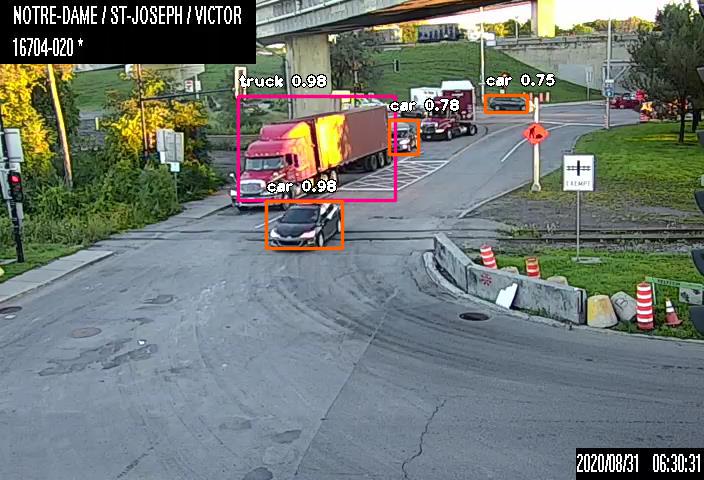 NOTRE-DAME / ST-JOSEPH / VICTOR
16704-020 *
truck 0.98
car 0.75
car 0.78
car 0.98
EXEMPT
2020/08/31 06:30:31